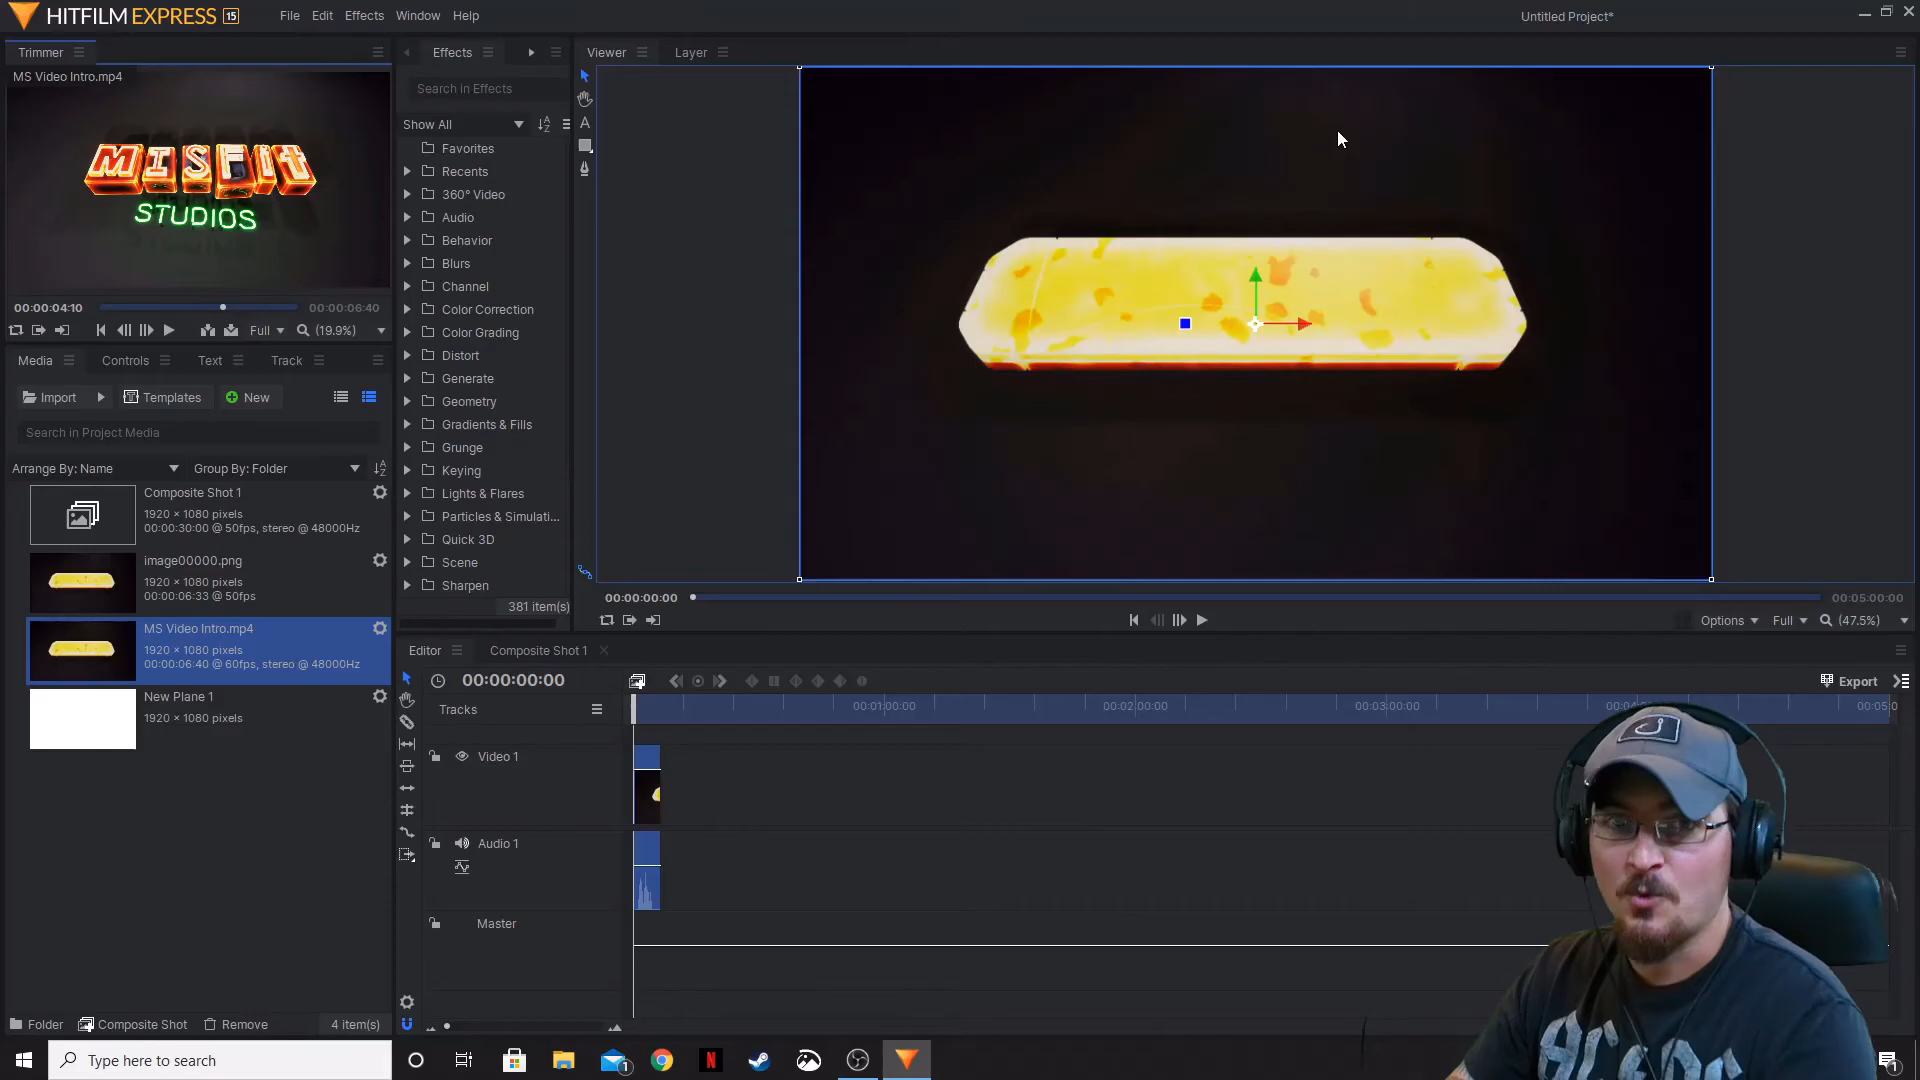 HITFILM EXPRESS 15
File Edit Effects Window Help
Untitled Project*
Trimmer
MS Video Intro.mp4
MISFIT
STUDIOS
00:00:04:10
00:00:06:40
Full
(19.9%)
Media
Controls
Text
Track
Import
Templates
New
Search in Project Media
Arrange By: Name
Group By: Folder
Composite Shot 1
1920 × 1080 pixels
00:00:30:00 @ 50fps, stereo @ 48000Hz
image00000.png
1920 × 1080 pixels
00:00:06:33 @ 50fps
MS Video Intro.mp4
1920 × 1080 pixels
00:00:06:40 @ 60fps, stereo @ 48000Hz
New Plane 1
1920 × 1080 pixels
Folder
Composite Shot
Remove
4 item(s)
Effects
Search in Effects
Show All
Favorites
Recents
360° Video
Audio
Behavior
Blurs
Channel
Color Correction
Color Grading
Distort
Generate
Geometry
Gradients & Fills
Grunge
Keying
Lights & Flares
Particles & Simulati...
Quick 3D
Scene
Sharpen
381 item(s)
Viewer
Layer
A
00:00:00:00
00:05:00:00
Options
Full
(47.5%)
Editor
Composite Shot 1
00:00:00:00
Export
Tracks
00:01:00:00
00:02:00:00
00:03:00:00
00:05:0
Video 1
Audio 1
Master
Type here to search